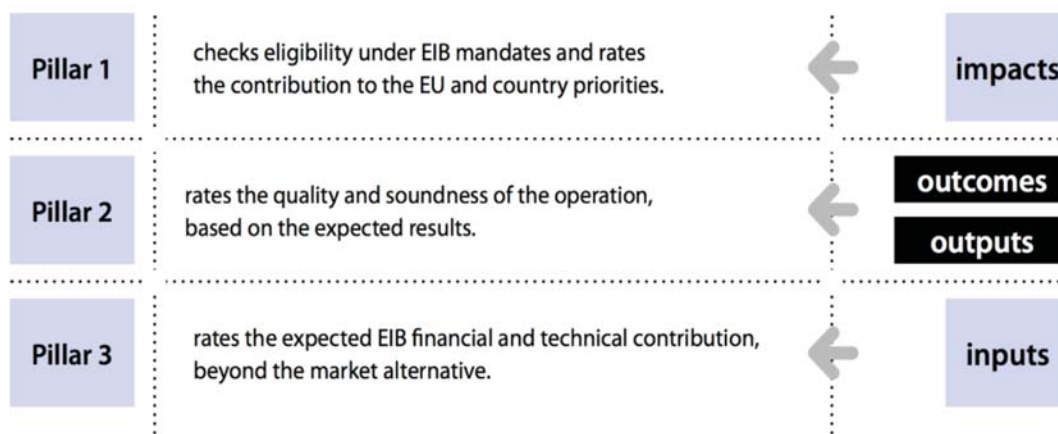 Pillar 1
checks eligibility under EIB mandates and rates
the contribution to the EU and country priorities.
impacts
Pillar 2
rates the quality and soundness of the operation,
based on the expected results.
outcomes
outputs
Pillar 3
rates the expected EIB financial and technical contribution,
beyond the market alternative.
inputs